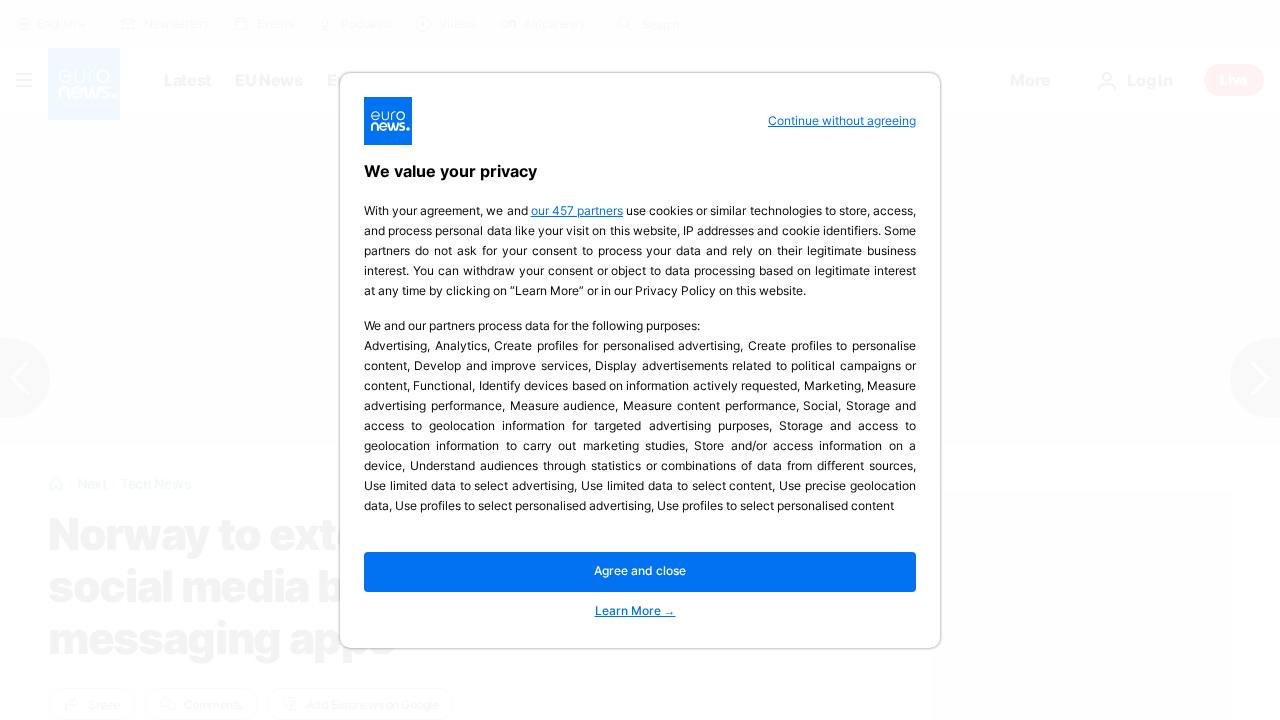 English
Newsletters
Events
Podcasts
Videos
Africanews
Search
euro
news.
Latest
EU News
More
Log In
Live
euro
news.
Continue without agreeing
We value your privacy
With your agreement, we and our 457 partners use cookies or similar technologies to store, access,
and process personal data like your visit on this website, IP addresses and cookie identifiers. Some
partners do not ask for your consent to process your data and rely on their legitimate business
interest. You can withdraw your consent or object to data processing based on legitimate interest
at any time by clicking on “Learn More” or in our Privacy Policy on this website.
We and our partners process data for the following purposes:
Advertising, Analytics, Create profiles for personalised advertising, Create profiles to personalise
content, Develop and improve services, Display advertisements related to political campaigns or
content, Functional, Identify devices based on information actively requested, Marketing, Measure
advertising performance, Measure audience, Measure content performance, Social, Storage and
access to geolocation information for targeted advertising purposes, Storage and access to
geolocation information to carry out marketing studies, Store and/or access information on a
device, Understand audiences through statistics or combinations of data from different sources,
Use limited data to select advertising, Use limited data to select content, Use precise geolocation
data, Use profiles to select personalised advertising, Use profiles to select personalised content
Agree and close
Learn More →
Next Tech News
Norway to
social media
messaging apps
Share
Comments
Add Euronews on Google